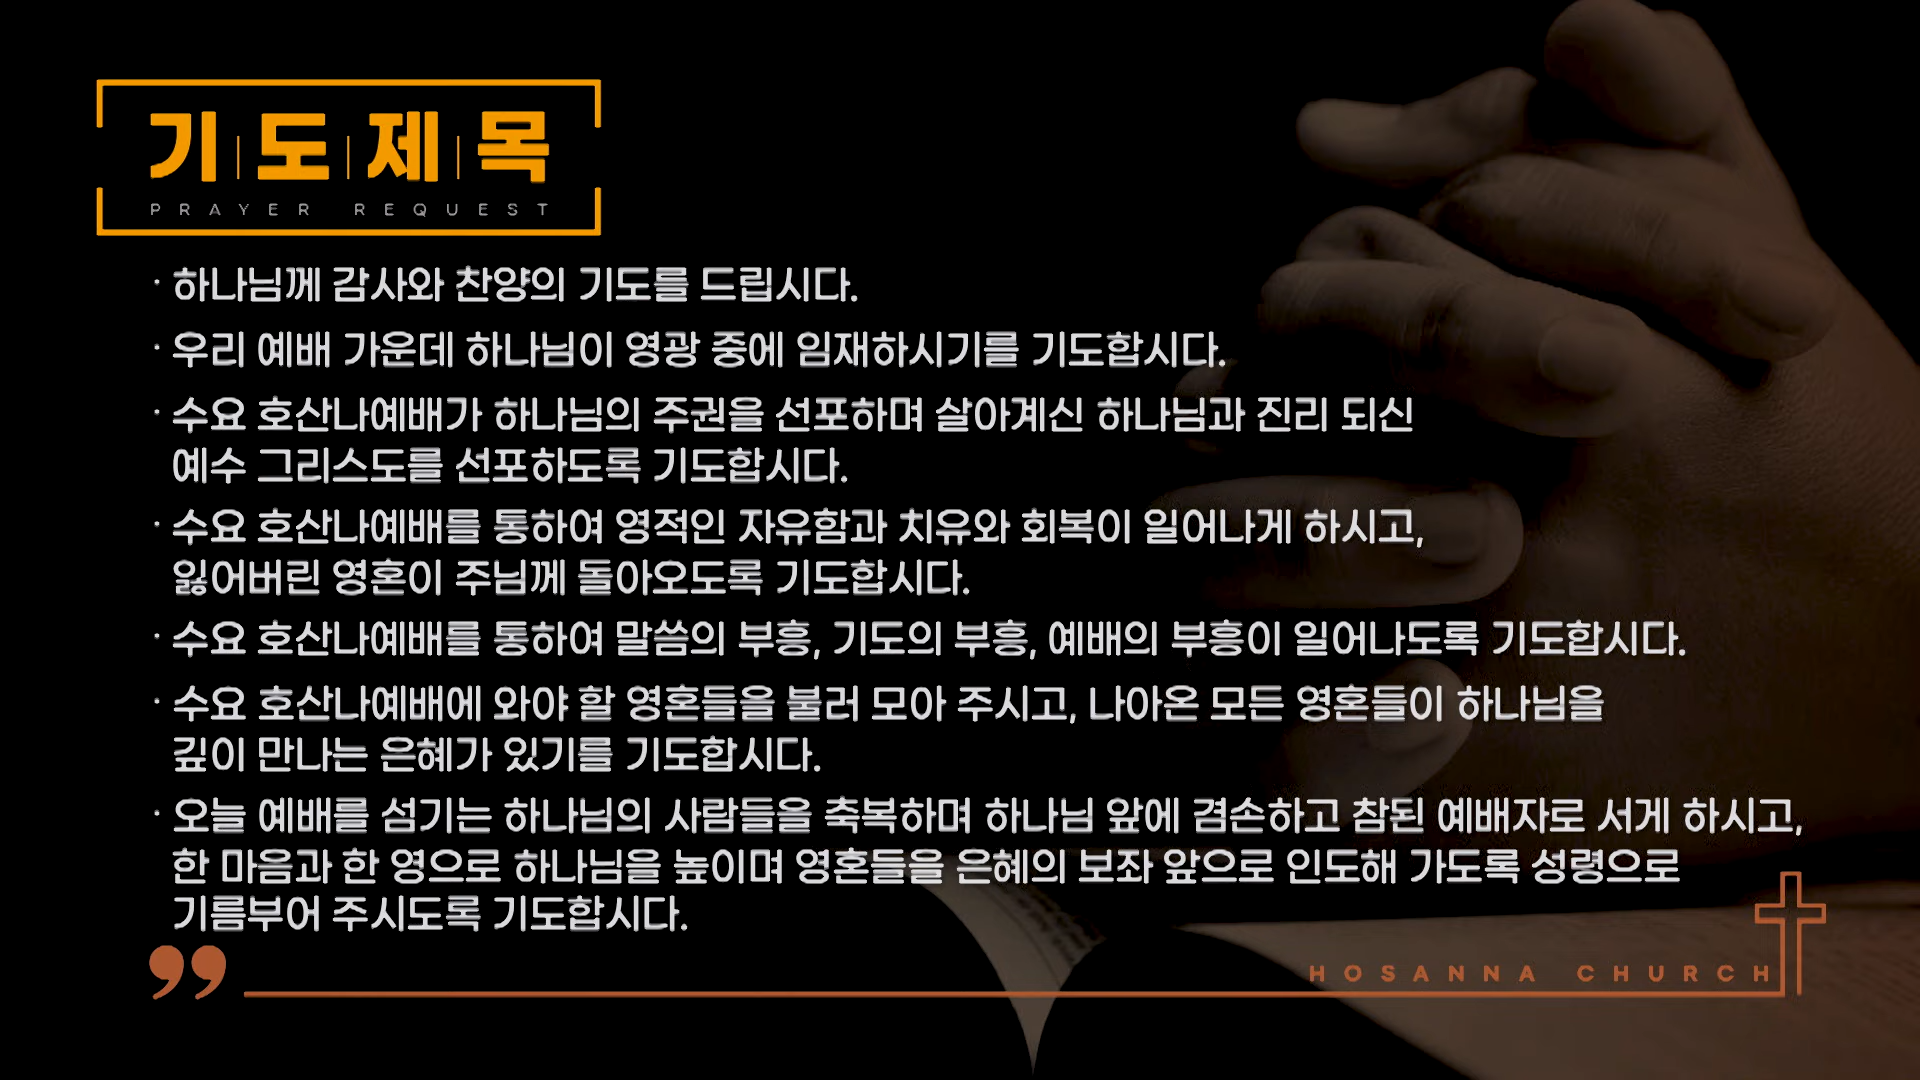 기도제목
PRAYER REQUEST
· 하나님께 감사와 찬양의 기도를 드립시다.
· 우리 예배 가운데 하나님이 영광 중에 임재하시기를 기도합시다.
· 수요 호산나예배가 하나님의 주권을 선포하며 살아계신 하나님과 진리 되신
예수 그리스도를 선포하도록 기도합시다.
· 수요 호산나예배를 통하여 영적인 자유함과 치유와 회복이 일어나게 하시고,
잃어버린 영혼이 주님께 돌아오도록 기도합시다.
· 수요 호산나예배를 통하여 말씀의 부흥, 기도의 부흥, 예배의 부흥이 일어나도록 기도합시다.
· 수요 호산나예배에 와야 할 영혼들을 불러 모아 주시고, 나아온 모든 영혼들이 하나님을
깊이 만나는 은혜가 있기를 기도합시다.
· 오늘 예배를 섬기는 하나님의 사람들을 축복하며 하나님 앞에 겸손하고 참된 예배자로 서게 하시고,
한 마음과 한 영으로 하나님을 높이며 영혼들을 은혜의 보좌 앞으로 인도해 가도록 성령으로
기름부어 주시도록 기도합시다.
HOSANNA CHURCH